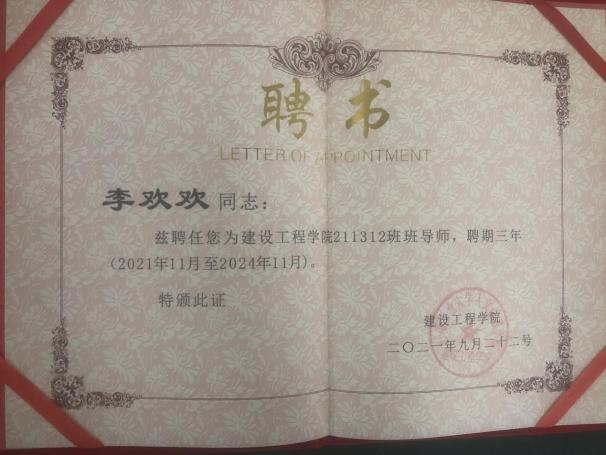 聘书
LETTER OF APPOINTMENT
李欢欢 同志：
兹聘任您为建设工程学院211312班班导师，聘期三年
（2021年11月至2024年11月)。
特颁此证
建设工程学院
二〇二一年九月二十二号